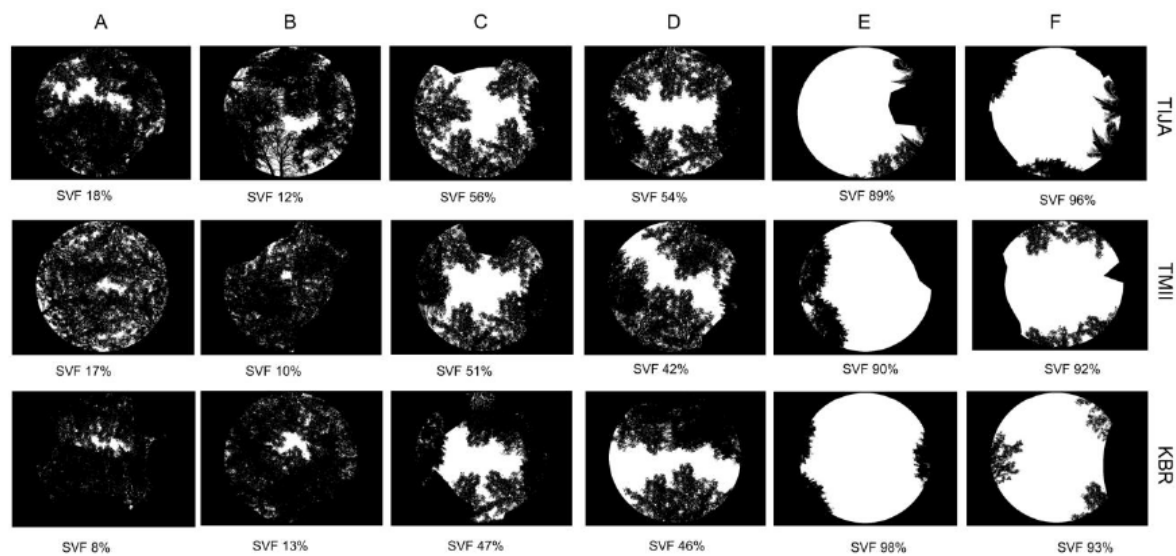 A B C D E F
TIJA
SVF 18% SVF 12% SVF 56% SVF 54% SVF 89% SVF 96%
TMII
SVF 17% SVF 10% SVF 51% SVF 42% SVF 90% SVF 92%
KBR
SVF 8% SVF 13% SVF 47% SVF 46% SVF 98% SVF 93%